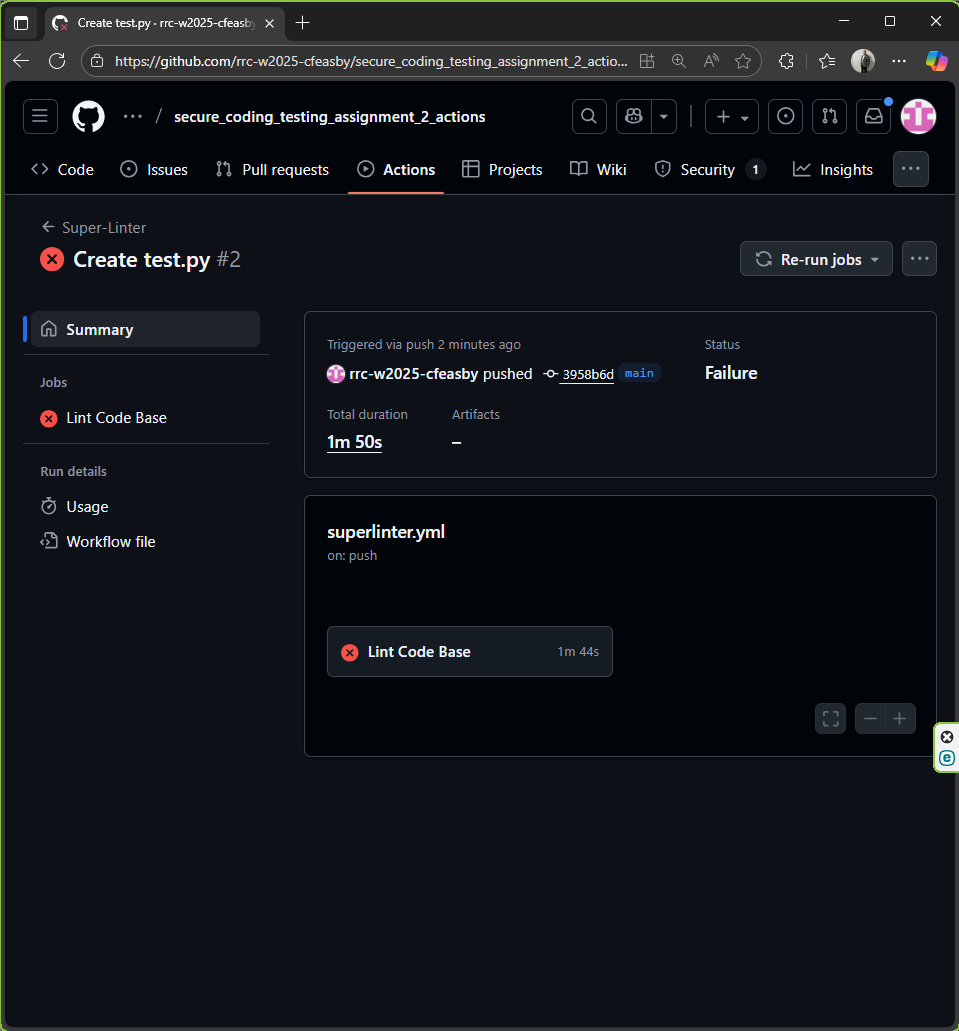 Create test.py · rrc-w2025-cfeasby
https://github.com/rrc-w2025-cfeasby/secure_coding_testing_assignment_2_actio...
... / secure_coding_testing_assignment_2_actions
Code Issues Pull requests Actions Projects Wiki Security 1 Insights ...
← Super-Linter
Create test.py #2
Re-run jobs
Summary
Jobs
Lint Code Base
Run details
Usage
Workflow file
Triggered via push 2 minutes ago
rrc-w2025-cfeasby pushed 3958b6d main
Status
Failure
Total duration
1m 50s
Artifacts
–
superlinter.yml
on: push
Lint Code Base 1m 44s